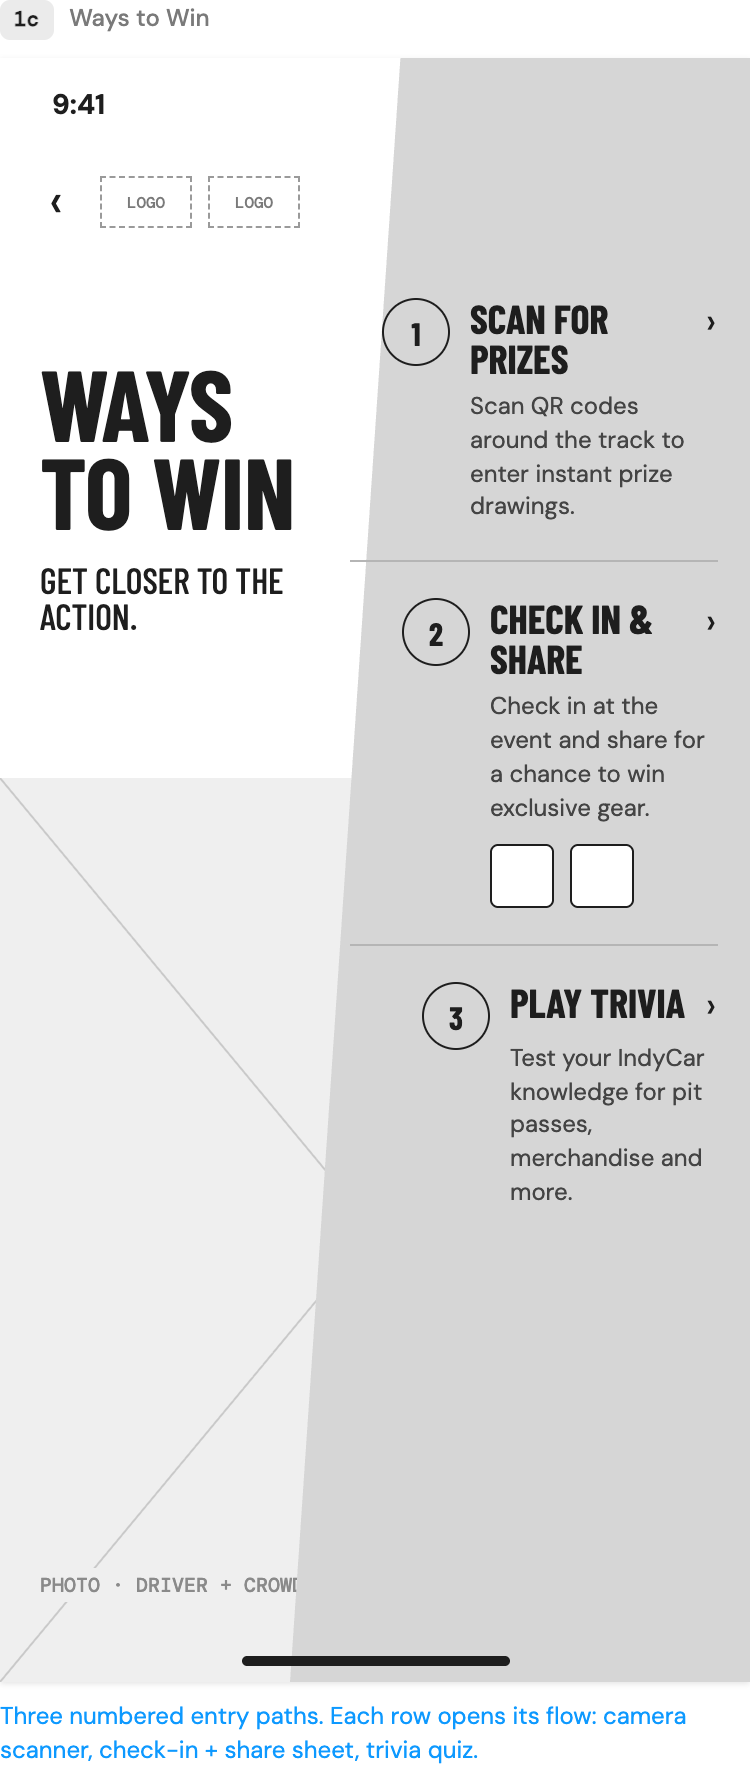 1c Ways to Win
9:41
‹ LOGO LOGO
WAYS
TO WIN
GET CLOSER TO THE
ACTION.
1 SCAN FOR ›
PRIZES
Scan QR codes
around the track to
enter instant prize
drawings.
2 CHECK IN & ›
SHARE
Check in at the
event and share for
a chance to win
exclusive gear.
3 PLAY TRIVIA ›
Test your IndyCar
knowledge for pit
passes,
merchandise and
more.
PHOTO · DRIVER + CROWD
Three numbered entry paths. Each row opens its flow: camera
scanner, check-in + share sheet, trivia quiz.